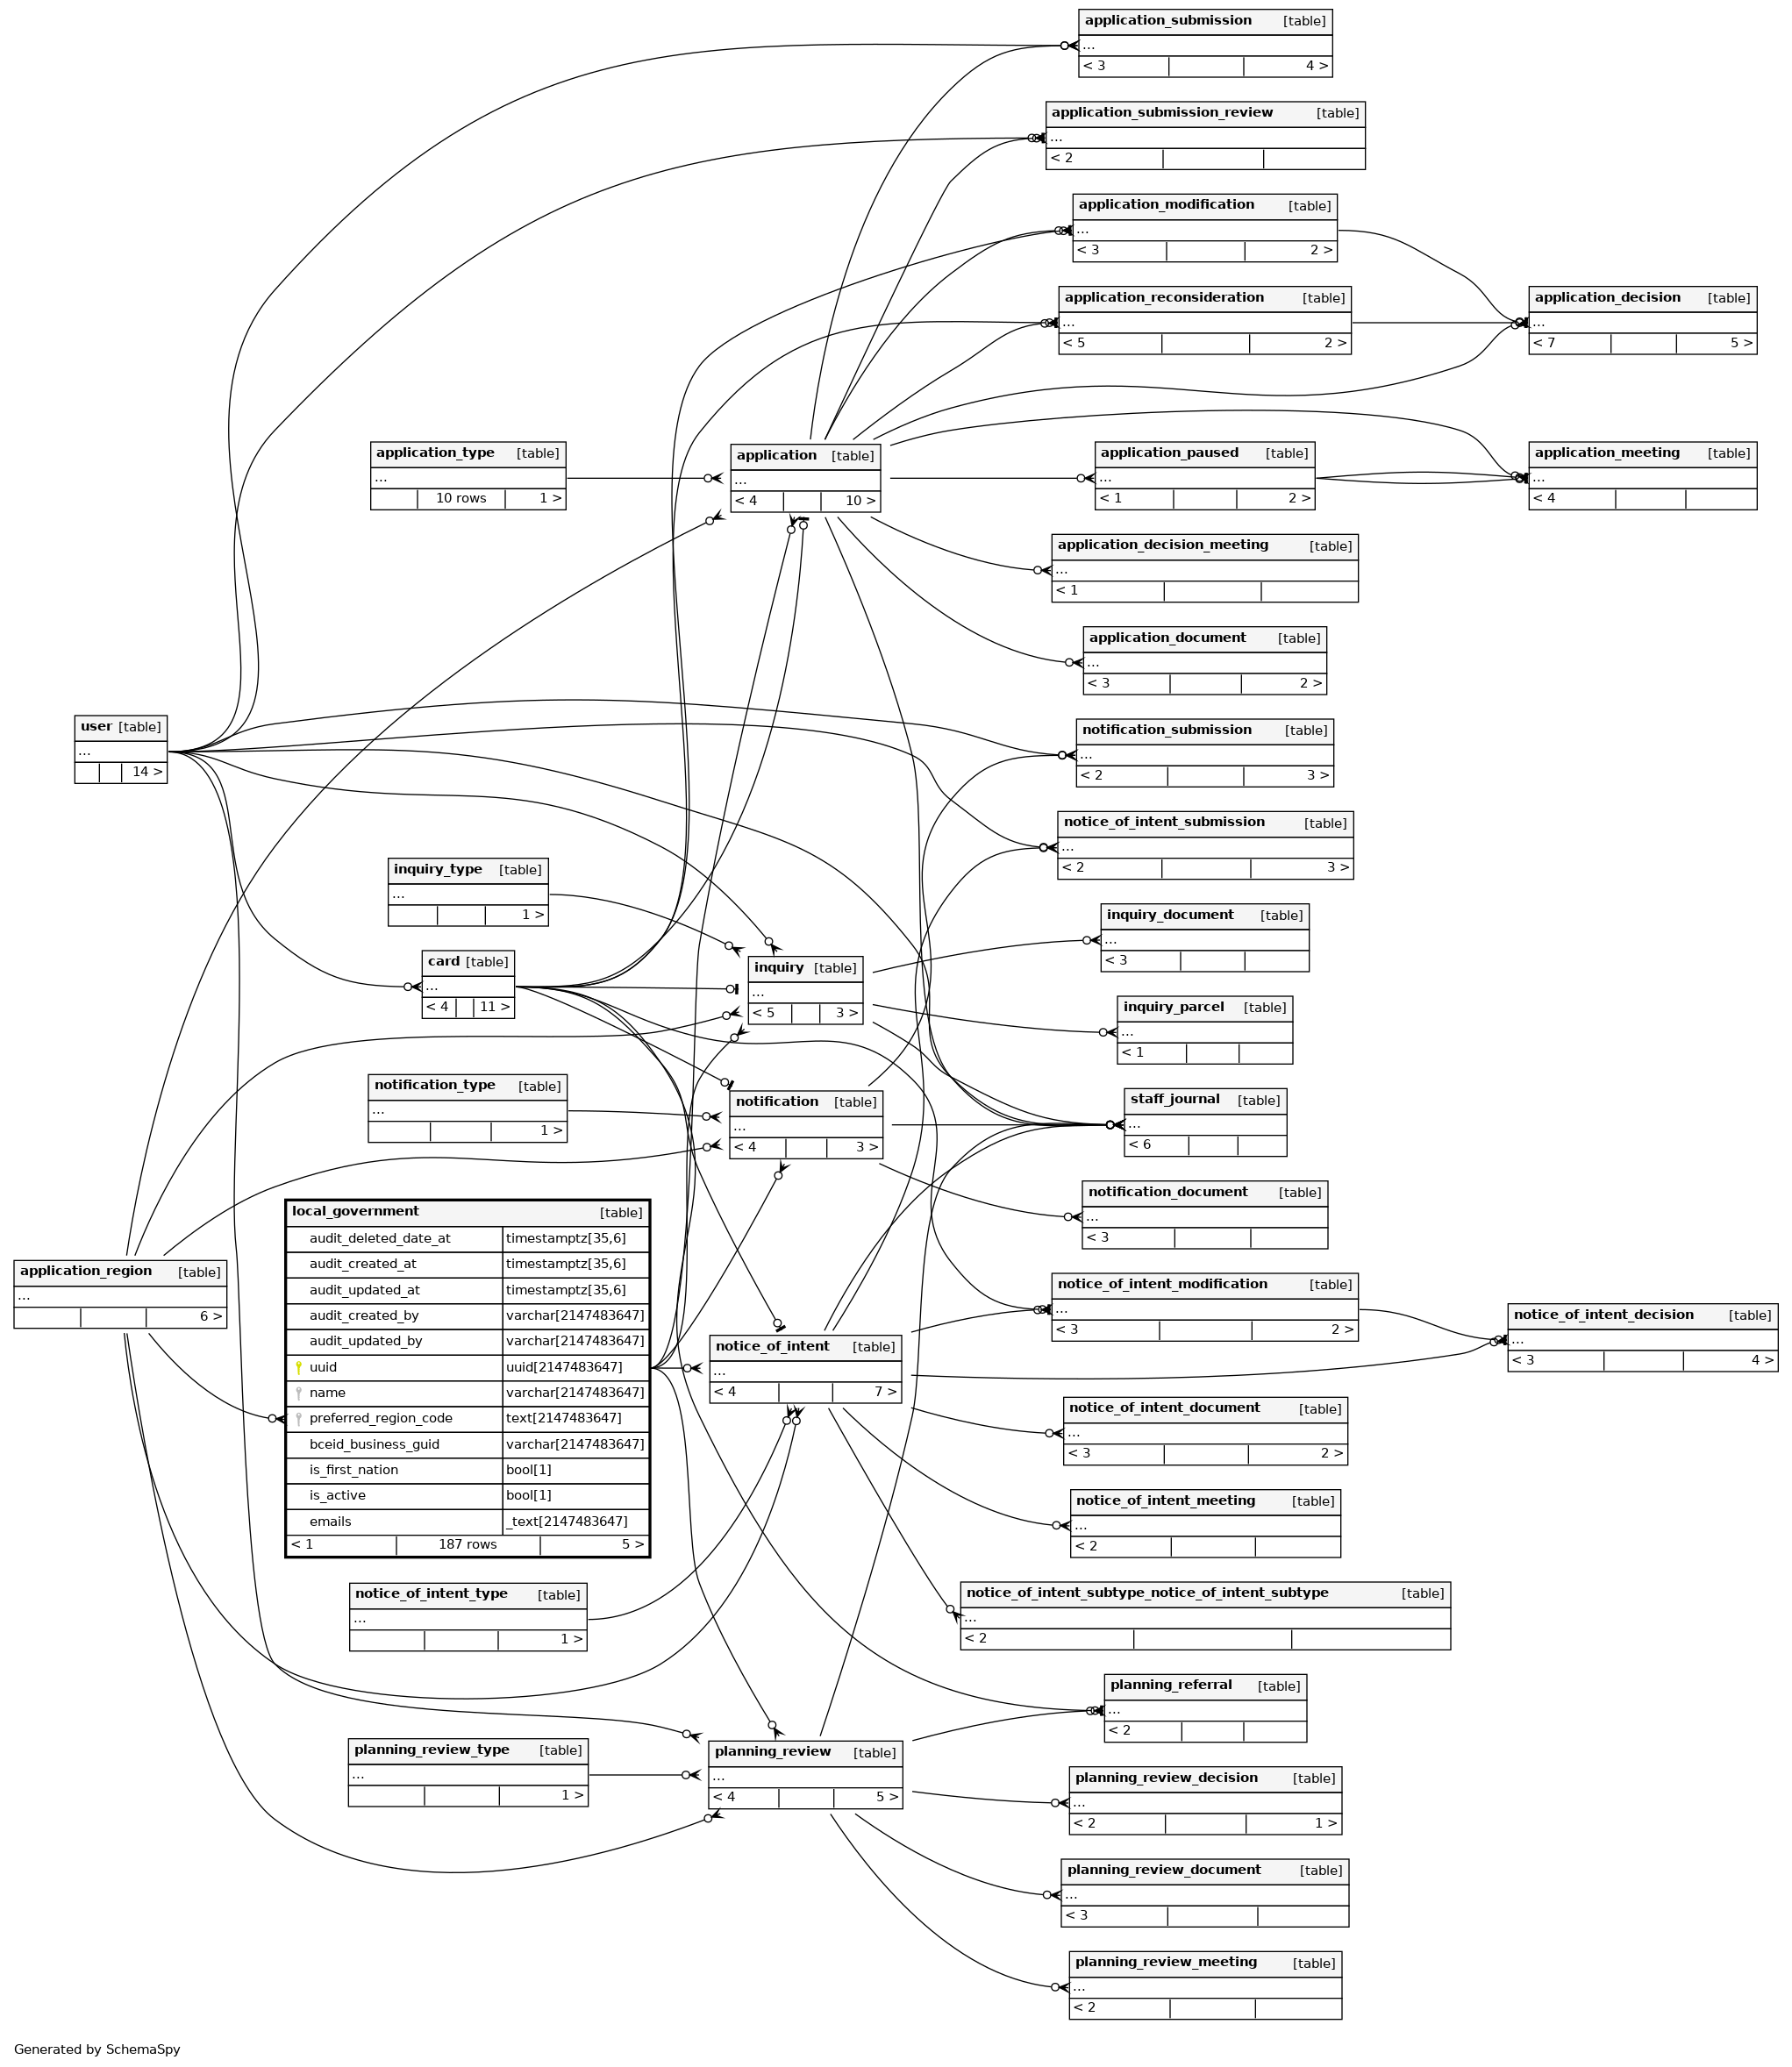 application_submission [table]
...
< 3 4 >
application_submission_review [table]
...
< 2
application_modification [table]
...
< 3 2 >
application_reconsideration [table]
...
< 5 2 >
application_decision [table]
...
< 7 5 >
application_type [table]
...
10 rows 1 >
application [table]
...
< 4 10 >
application_paused [table]
...
< 1 2 >
application_meeting [table]
...
< 4
application_decision_meeting [table]
...
< 1
application_document [table]
...
< 3 2 >
user [table]
...
14 >
notification_submission [table]
...
< 2 3 >
notice_of_intent_submission [table]
...
< 2 3 >
inquiry_type [table]
...
1 >
inquiry_document [table]
...
< 3
card [table]
...
< 4 11 >
inquiry [table]
...
< 5 3 >
inquiry_parcel [table]
...
< 1
notification_type [table]
...
1 >
notification [table]
...
< 4 3 >
staff_journal [table]
...
< 6
notification_document [table]
...
< 3
application_region [table]
...
6 >
local_government [table]
audit_deleted_date_at timestamptz[35,6]
audit_created_at timestamptz[35,6]
audit_updated_at timestamptz[35,6]
audit_created_by varchar[2147483647]
audit_updated_by varchar[2147483647]
uuid uuid[2147483647]
name varchar[2147483647]
preferred_region_code text[2147483647]
bceid_business_guid varchar[2147483647]
is_first_nation bool[1]
is_active bool[1]
emails _text[2147483647]
< 1 187 rows 5 >
notice_of_intent_modification [table]
...
< 3 2 >
notice_of_intent_decision [table]
...
< 3 4 >
notice_of_intent [table]
...
< 4 7 >
notice_of_intent_document [table]
...
< 3 2 >
notice_of_intent_meeting [table]
...
< 2
notice_of_intent_type [table]
...
1 >
notice_of_intent_subtype_notice_of_intent_subtype [table]
...
< 2
planning_referral [table]
...
< 2
planning_review_type [table]
...
1 >
planning_review [table]
...
< 4 5 >
planning_review_decision [table]
...
< 2 1 >
planning_review_document [table]
...
< 3
planning_review_meeting [table]
...
< 2
Generated by SchemaSpy